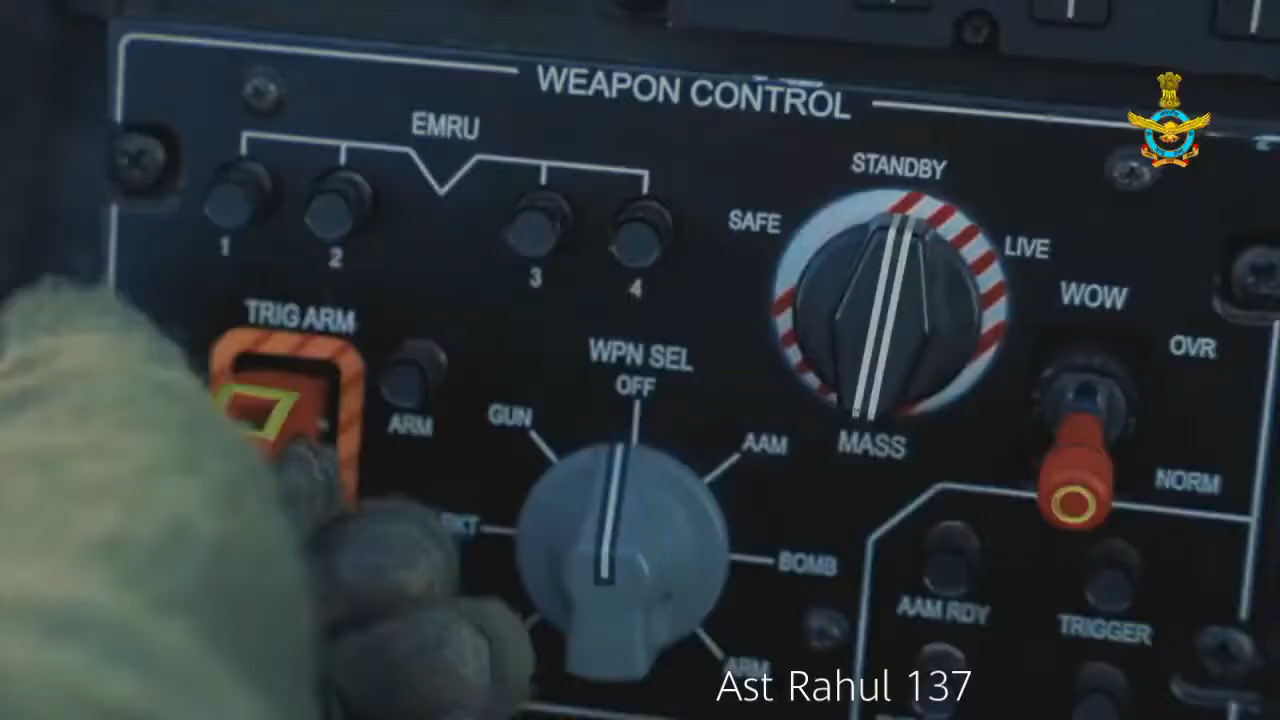 WEAPON CONTROL
EMRU
1
2
3
4
STANDBY
SAFE
LIVE
MASS
WOW
OVR
NORM
TRIG ARM
ARM
WPN SEL
OFF
GUN
AAM
BOMB
ARM
AAM RDY
TRIGGER
Ast Rahul 137